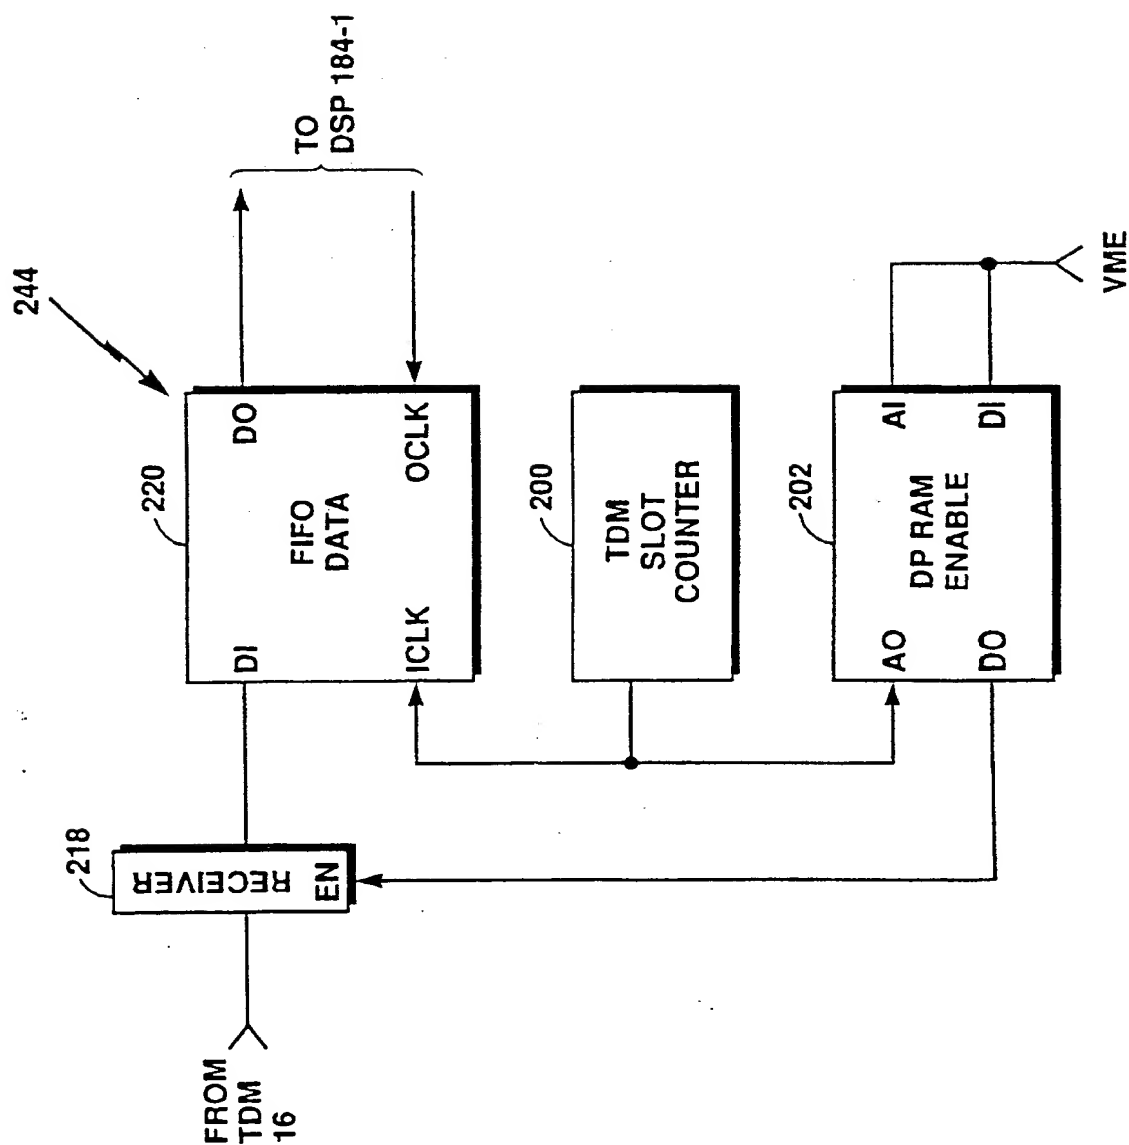 244
FROM
TDM
16
218
RECEIVER
EN
220
DI
DO
FIFO
DATA
ICLK
OCLK
TO
DSP 184-1
200
TDM
SLOT
COUNTER
202
AO
AI
DP RAM
ENABLE
DO
DI
VME